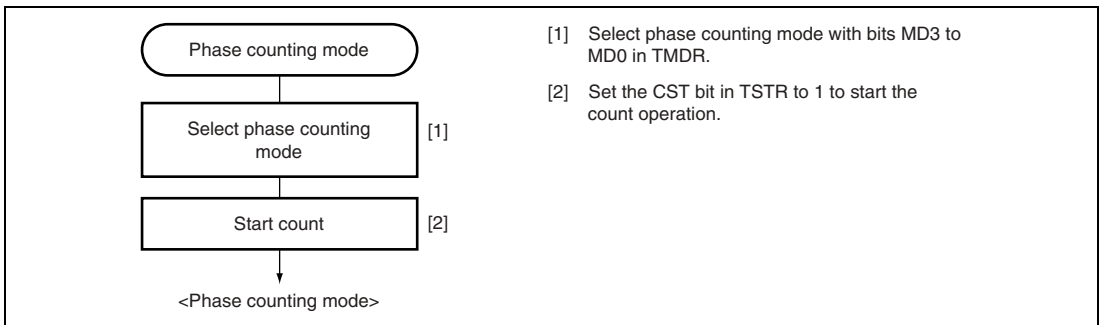 Phase counting mode
Select phase counting
mode
[1]
Start count
[2]
<Phase counting mode>
[1] Select phase counting mode with bits MD3 to
MD0 in TMDR.
[2] Set the CST bit in TSTR to 1 to start the
count operation.